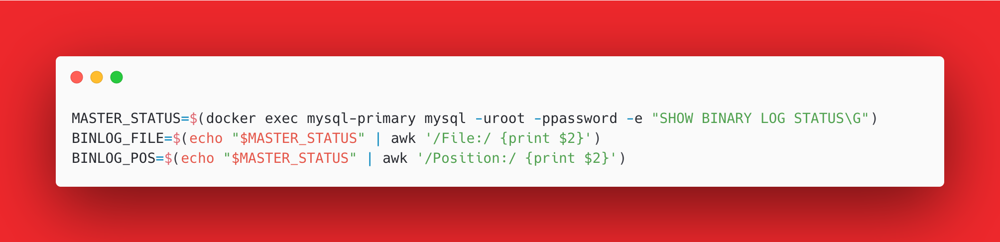 MASTER_STATUS=$(docker exec mysql-primary mysql -uroot -ppassword -e "SHOW BINARY LOG STATUS\G")
BINLOG_FILE=$(echo "$MASTER_STATUS" | awk '/File:/ {print $2}')
BINLOG_POS=$(echo "$MASTER_STATUS" | awk '/Position:/ {print $2}')